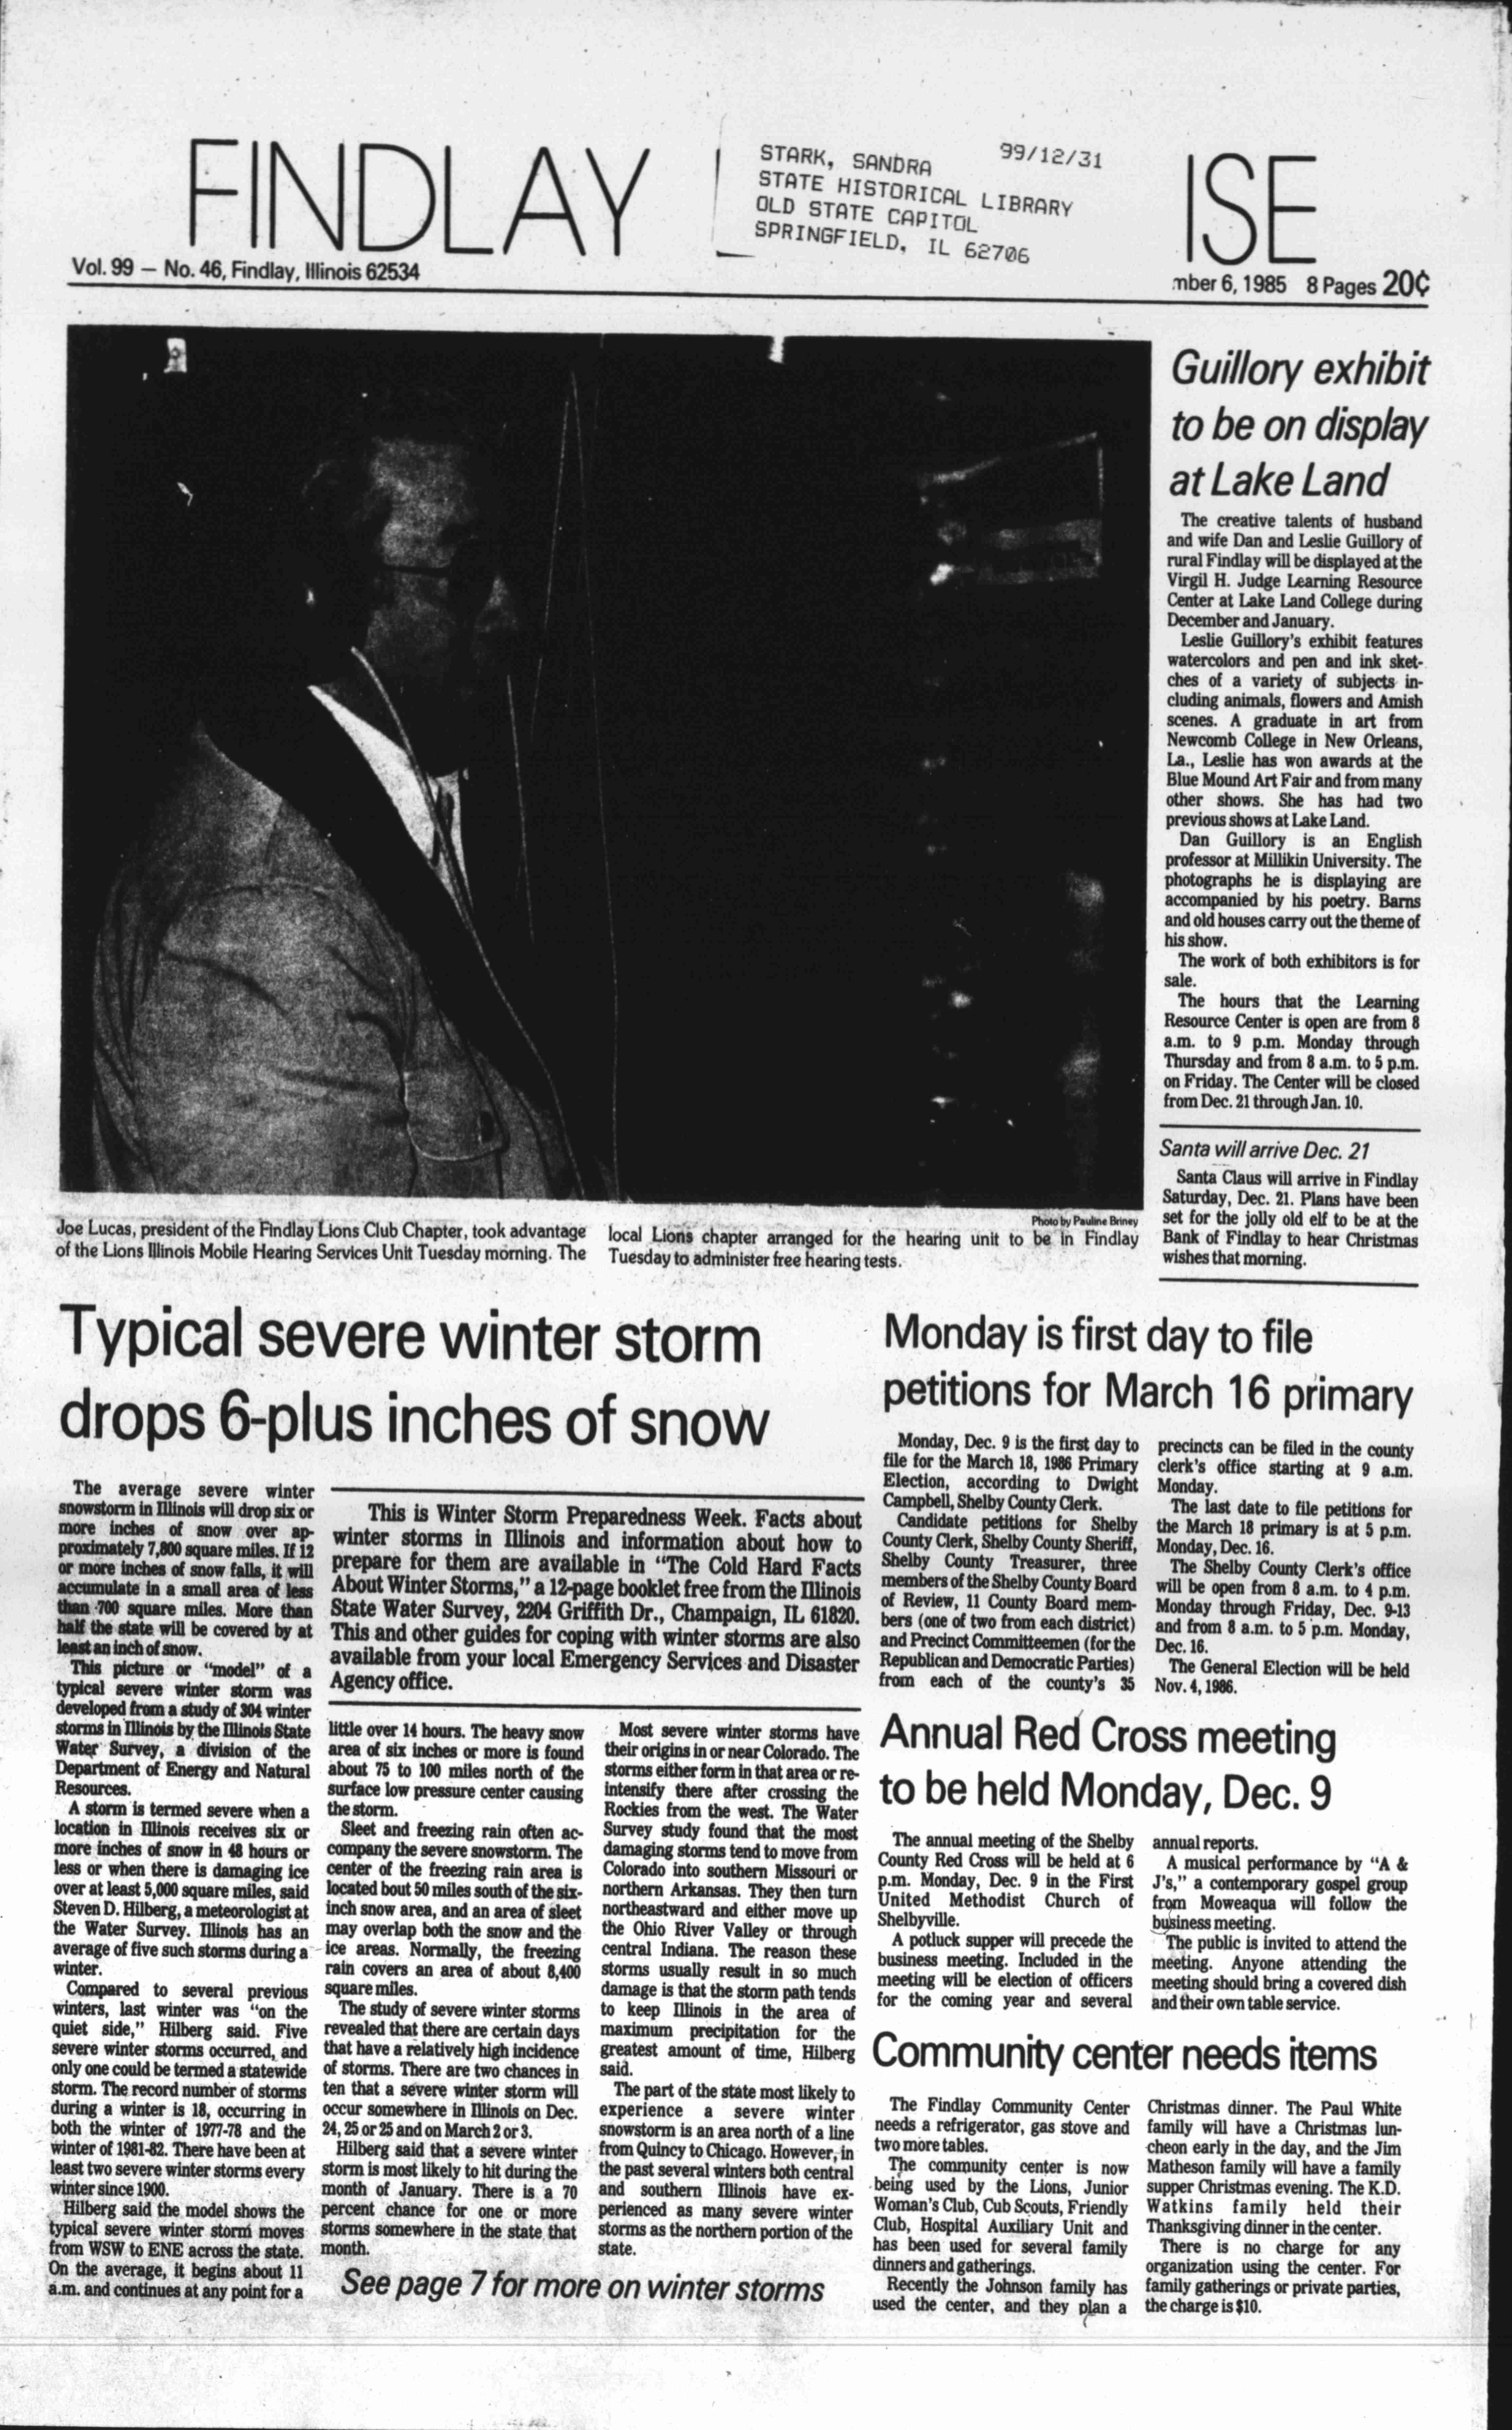 FINDLAY
STARK, SANDRA 99/12/31
STATE HISTORICAL LIBRARY
OLD STATE CAPITOL
SPRINGFIELD, IL 62706
ISE
Vol. 99 — No. 46, Findlay, Illinois 62534
mber 6, 1985 8 Pages 20¢
Photo by Pauline Briney
Joe Lucas, president of the Findlay Lions Club Chapter, took advantage
of the Lions Illinois Mobile Hearing Services Unit Tuesday morning. The
local Lions chapter arranged for the hearing unit to be in Findlay
Tuesday to administer free hearing tests.
Guillory exhibit
to be on display
at Lake Land
The creative talents of husband
and wife Dan and Leslie Guillory of
rural Findlay will be displayed at the
Virgil H. Judge Learning Resource
Center at Lake Land College during
December and January.
Leslie Guillory's exhibit features
watercolors and pen and ink sket-
ches of a variety of subjects in-
cluding animals, flowers and Amish
scenes. A graduate in art from
Newcomb College in New Orleans,
La., Leslie has won awards at the
Blue Mound Art Fair and from many
other shows. She has had two
previous shows at Lake Land.
Dan Guillory is an English
professor at Millikin University. The
photographs he is displaying are
accompanied by his poetry. Barns
and old houses carry out the theme of
his show.
The work of both exhibitors is for
sale.
The hours that the Learning
Resource Center is open are from 8
a.m. to 9 p.m. Monday through
Thursday and from 8 a.m. to 5 p.m.
on Friday. The Center will be closed
from Dec. 21 through Jan. 10.
Santa will arrive Dec. 21
Santa Claus will arrive in Findlay
Saturday, Dec. 21. Plans have been
set for the jolly old elf to be at the
Bank of Findlay to hear Christmas
wishes that morning.
Typical severe winter storm
drops 6-plus inches of snow
The average severe winter
snowstorm in Illinois will drop six or
more inches of snow over ap-
proximately 7,800 square miles. If 12
or more inches of snow falls, it will
accumulate in a small area of less
than 700 square miles. More than
half the state will be covered by at
least an inch of snow.
This picture or "model" of a
typical severe winter storm was
developed from a study of 304 winter
storms in Illinois by the Illinois State
Water Survey, a division of the
Department of Energy and Natural
Resources.
A storm is termed severe when a
location in Illinois receives six or
more inches of snow in 48 hours or
less or when there is damaging ice
over at least 5,000 square miles, said
Steven D. Hilberg, a meteorologist at
the Water Survey. Illinois has an
average of five such storms during a
winter.
Compared to several previous
winters, last winter was "on the
quiet side," Hilberg said. Five
severe winter storms occurred, and
only one could be termed a statewide
storm. The record number of storms
during a winter is 18, occurring in
both the winter of 1977-78 and the
winter of 1981-82. There have been at
least two severe winter storms every
winter since 1900.
Hilberg said the model shows the
typical severe winter storm moves
from WSW to ENE across the state.
On the average, it begins about 11
a.m. and continues at any point for a
This is Winter Storm Preparedness Week. Facts about
winter storms in Illinois and information about how to
prepare for them are available in "The Cold Hard Facts
About Winter Storms," a 12-page booklet free from the Illinois
State Water Survey, 2204 Griffith Dr., Champaign, IL 61820.
This and other guides for coping with winter storms are also
available from your local Emergency Services and Disaster
Agency office.
little over 14 hours. The heavy snow
area of six inches or more is found
about 75 to 100 miles north of the
surface low pressure center causing
the storm.
Sleet and freezing rain often ac-
company the severe snowstorm. The
center of the freezing rain area is
located bout 50 miles south of the six-
inch snow area, and an area of sleet
may overlap both the snow and the
ice areas. Normally, the freezing
rain covers an area of about 8,400
square miles.
The study of severe winter storms
revealed that there are certain days
that have a relatively high incidence
of storms. There are two chances in
ten that a severe winter storm will
occur somewhere in Illinois on Dec.
24, 25 or 25 and on March 2 or 3.
Hilberg said that a severe winter
storm is most likely to hit during the
month of January. There is a 70
percent chance for one or more
storms somewhere in the state that
month.
Most severe winter storms have
their origins in or near Colorado. The
storms either form in that area or re-
intensify there after crossing the
Rockies from the west. The Water
Survey study found that the most
damaging storms tend to move from
Colorado into southern Missouri or
northern Arkansas. They then turn
northeastward and either move up
the Ohio River Valley or through
central Indiana. The reason these
storms usually result in so much
damage is that the storm path tends
to keep Illinois in the area of
maximum precipitation for the
greatest amount of time, Hilberg
said.
The part of the state most likely to
experience a severe winter
snowstorm is an area north of a line
from Quincy to Chicago. However, in
the past several winters both central
and southern Illinois have ex-
perienced as many severe winter
storms as the northern portion of the
state.
See page 7 for more on winter storms
Monday is first day to file
petitions for March 16 primary
Monday, Dec. 9 is the first day to
file for the March 18, 1986 Primary
Election, according to Dwight
Campbell, Shelby County Clerk.
Candidate petitions for Shelby
County Clerk, Shelby County Sheriff,
Shelby County Treasurer, three
members of the Shelby County Board
of Review, 11 County Board mem-
bers (one of two from each district)
and Precinct Committeemen (for the
Republican and Democratic Parties)
from each of the county's 35
precincts can be filed in the county
clerk's office starting at 9 a.m.
Monday.
The last date to file petitions for
the March 18 primary is at 5 p.m.
Monday, Dec. 16.
The Shelby County Clerk's office
will be open from 8 a.m. to 4 p.m.
Monday through Friday, Dec. 9-13
and from 8 a.m. to 5 p.m. Monday,
Dec. 16.
The General Election will be held
Nov. 4, 1986.
Annual Red Cross meeting
to be held Monday, Dec. 9
The annual meeting of the Shelby
County Red Cross will be held at 6
p.m. Monday, Dec. 9 in the First
United Methodist Church of
Shelbyville.
A potluck supper will precede the
business meeting. Included in the
meeting will be election of officers
for the coming year and several
annual reports.
A musical performance by "A &
J's," a contemporary gospel group
from Moweaqua will follow the
business meeting.
The public is invited to attend the
meeting. Anyone attending the
meeting should bring a covered dish
and their own table service.
Community center needs items
The Findlay Community Center
needs a refrigerator, gas stove and
two more tables.
The community center is now
being used by the Lions, Junior
Woman's Club, Cub Scouts, Friendly
Club, Hospital Auxiliary Unit and
has been used for several family
dinners and gatherings.
Recently the Johnson family has
used the center, and they plan a
Christmas dinner. The Paul White
family will have a Christmas lun-
cheon early in the day, and the Jim
Matheson family will have a family
supper Christmas evening. The K.D.
Watkins family held their
Thanksgiving dinner in the center.
There is no charge for any
organization using the center. For
family gatherings or private parties,
the charge is $10.